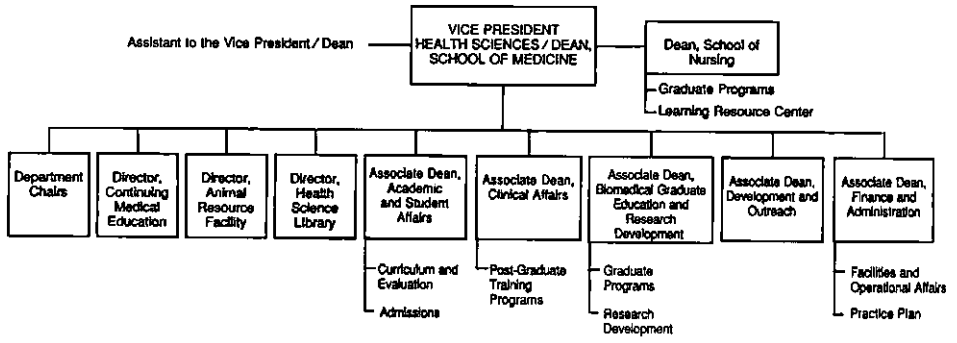 VICE PRESIDENT
HEALTH SCIENCES / DEAN,
SCHOOL OF MEDICINE
Assistant to the Vice President / Dean
Dean, School of
Nursing
Graduate Programs
Learning Resource Center
Department
Chairs
Director,
Continuing
Medical
Education
Director,
Animal
Resource
Facility
Director,
Health
Science
Library
Associate Dean,
Academic
and Student
Affairs
Curriculum and
Evaluation
Admissions
Associate Dean,
Clinical Affairs
Post-Graduate
Training
Programs
Associate Dean,
Biomedical Graduate
Education and
Research
Development
Graduate
Programs
Research
Development
Associate Dean,
Development and
Outreach
Associate Dean,
Finance and
Administration
Facilities and
Operational Affairs
Practice Plan